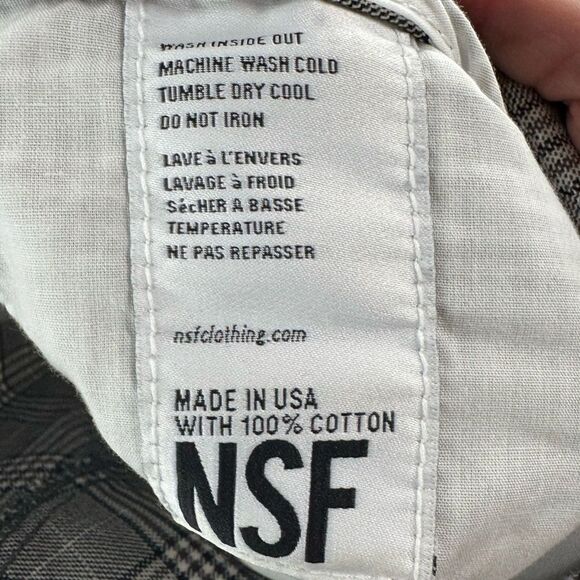 WASH INSIDE OUT
MACHINE WASH COLD
TUMBLE DRY COOL
DO NOT IRON
LAVE à L'ENVERS
LAVAGE à FROID
SécHER A BASSE
TEMPERATURE
NE PAS REPASSER
nsfclothing.com
MADE IN USA
WITH 100% COTTON
NSF